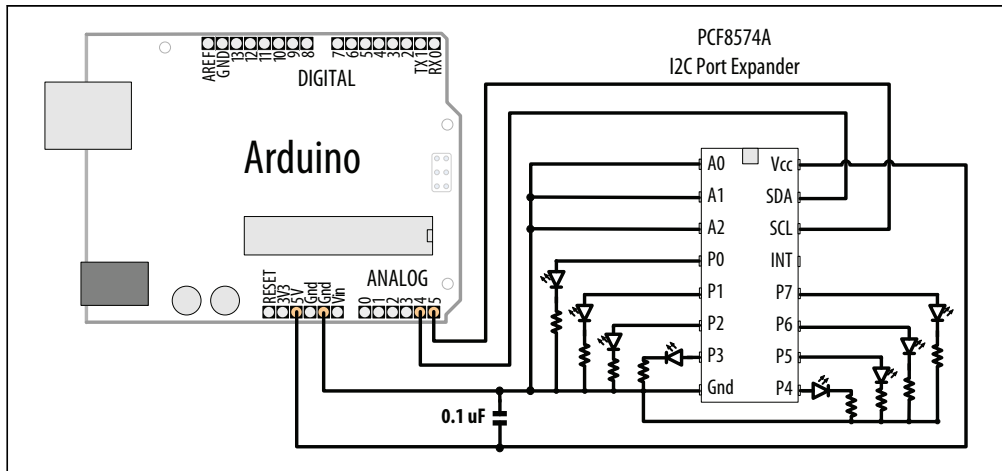 PCF8574A
I2C Port Expander
AREF
GND
13
12
11
10
9
8
7
6
5
4
3
2
TX 1
RX 0
DIGITAL
Arduino
ANALOG
RESET
3V3
5V
Gnd
Gnd
Vin
0
1
2
3
4
5
A0
A1
A2
P0
P1
P2
P3
Gnd
Vcc
SDA
SCL
INT
P7
P6
P5
P4
0.1 uF